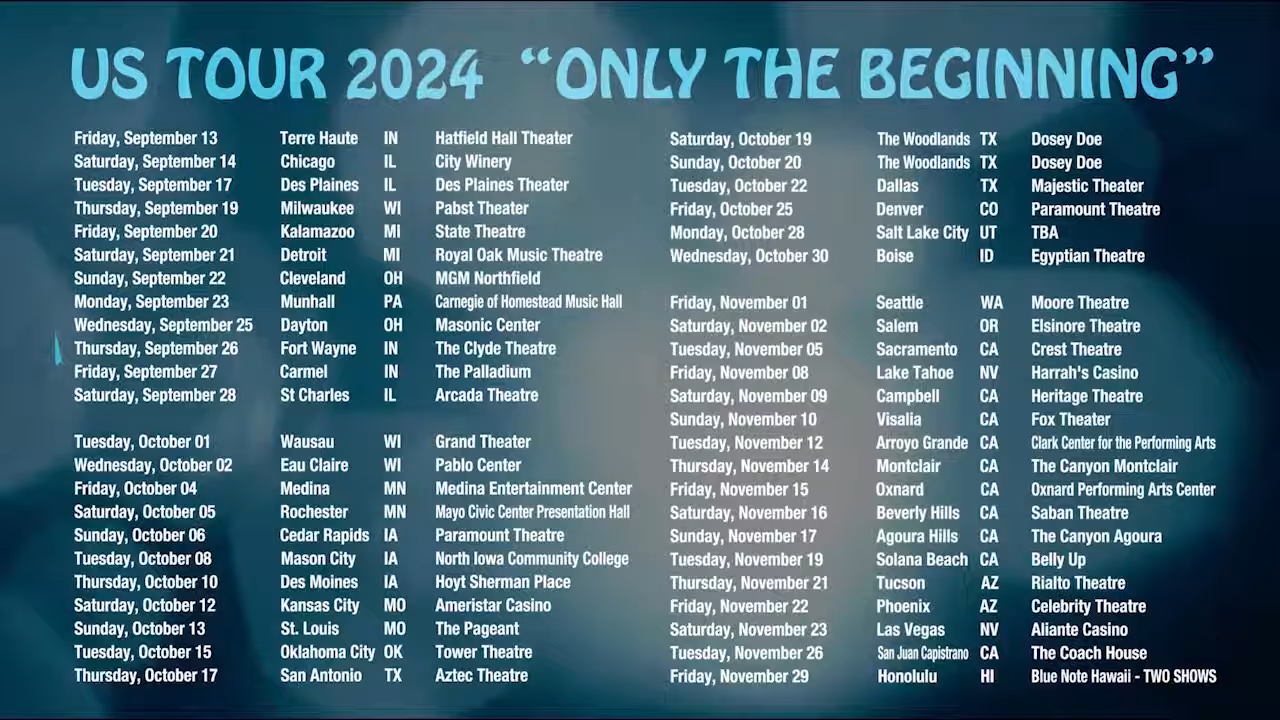 US TOUR 2024 “ONLY THE BEGINNING”
Friday, September 13 Terre Haute IN Hatfield Hall Theater
Saturday, September 14 Chicago IL City Winery
Tuesday, September 17 Des Plaines IL Des Plaines Theater
Thursday, September 19 Milwaukee WI Pabst Theater
Friday, September 20 Kalamazoo MI State Theatre
Saturday, September 21 Detroit MI Royal Oak Music Theatre
Sunday, September 22 Cleveland OH MGM Northfield
Monday, September 23 Munhall PA Carnegie of Homestead Music Hall
Wednesday, September 25 Dayton OH Masonic Center
Thursday, September 26 Fort Wayne IN The Clyde Theatre
Friday, September 27 Carmel IN The Palladium
Saturday, September 28 St Charles IL Arcada Theatre
Tuesday, October 01 Wausau WI Grand Theater
Wednesday, October 02 Eau Claire WI Pablo Center
Friday, October 04 Medina MN Medina Entertainment Center
Saturday, October 05 Rochester MN Mayo Civic Center Presentation Hall
Sunday, October 06 Cedar Rapids IA Paramount Theatre
Tuesday, October 08 Mason City IA North Iowa Community College
Thursday, October 10 Des Moines IA Hoyt Sherman Place
Saturday, October 12 Kansas City MO Ameristar Casino
Sunday, October 13 St. Louis MO The Pageant
Tuesday, October 15 Oklahoma City OK Tower Theatre
Thursday, October 17 San Antonio TX Aztec Theatre
Saturday, October 19 The Woodlands TX Dosey Doe
Sunday, October 20 The Woodlands TX Dosey Doe
Tuesday, October 22 Dallas TX Majestic Theater
Friday, October 25 Denver CO Paramount Theatre
Monday, October 28 Salt Lake City UT TBA
Wednesday, October 30 Boise ID Egyptian Theatre
Friday, November 01 Seattle WA Moore Theatre
Saturday, November 02 Salem OR Elsinore Theatre
Tuesday, November 05 Sacramento CA Crest Theatre
Friday, November 08 Lake Tahoe NV Harrah's Casino
Saturday, November 09 Campbell CA Heritage Theatre
Sunday, November 10 Visalia CA Fox Theater
Tuesday, November 12 Arroyo Grande CA Clark Center for the Performing Arts
Thursday, November 14 Montclair CA The Canyon Montclair
Friday, November 15 Oxnard CA Oxnard Performing Arts Center
Saturday, November 16 Beverly Hills CA Saban Theatre
Sunday, November 17 Agoura Hills CA The Canyon Agoura
Tuesday, November 19 Solana Beach CA Belly Up
Thursday, November 21 Tucson AZ Rialto Theatre
Friday, November 22 Phoenix AZ Celebrity Theatre
Saturday, November 23 Las Vegas NV Aliante Casino
Tuesday, November 26 San Juan Capistrano CA The Coach House
Friday, November 29 Honolulu HI Blue Note Hawaii - TWO SHOWS